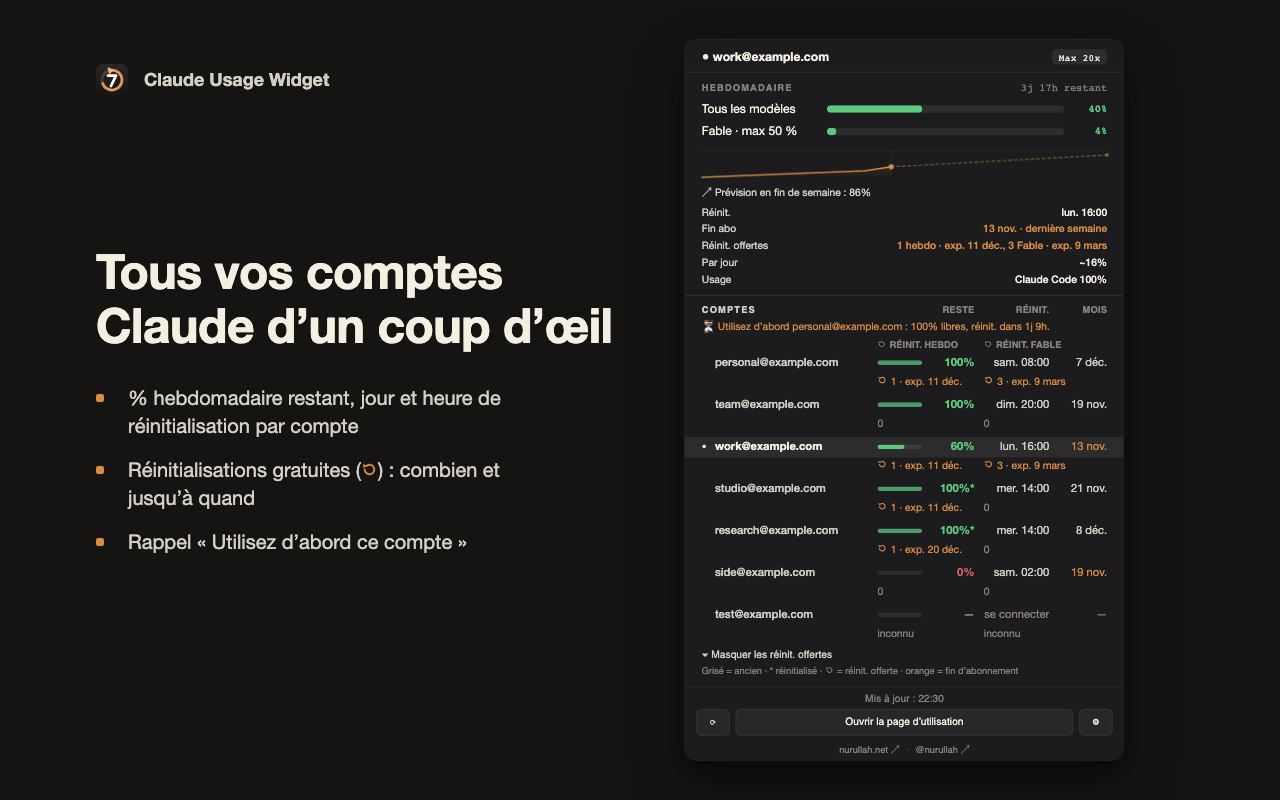 7 Claude Usage Widget
Tous vos comptes
Claude d’un coup d’œil
% hebdomadaire restant, jour et heure de
réinitialisation par compte
Réinitialisations gratuites (↺) : combien et
jusqu’à quand
Rappel « Utilisez d’abord ce compte »
• work@example.com Max 20x
HEBDOMADAIRE 3j 17h restant
Tous les modèles 40%
Fable · max 50 % 4%
↗ Prévision en fin de semaine : 86%
Réinit. lun. 16:00
Fin abo 13 nov. · dernière semaine
Réinit. offertes 1 hebdo · exp. 11 déc., 3 Fable · exp. 9 mars
Par jour ~16%
Usage Claude Code 100%
COMPTES RESTE RÉINIT. MOIS
⏳ Utilisez d’abord personal@example.com : 100% libres, réinit. dans 1j 9h.
↺ RÉINIT. HEBDO ↺ RÉINIT. FABLE
personal@example.com 100% sam. 08:00 7 déc.
↺ 1 · exp. 11 déc. ↺ 3 · exp. 9 mars
team@example.com 100% dim. 20:00 19 nov.
0 0
• work@example.com 60% lun. 16:00 13 nov.
↺ 1 · exp. 11 déc. ↺ 3 · exp. 9 mars
studio@example.com 100%* mer. 14:00 21 nov.
↺ 1 · exp. 11 déc. 0
research@example.com 100%* mer. 14:00 8 déc.
↺ 1 · exp. 20 déc. 0
side@example.com 0% sam. 02:00 19 nov.
0 0
test@example.com — se connecter —
inconnu inconnu
▾ Masquer les réinit. offertes
Grisé = ancien · * réinitialisé · ↺ = réinit. offerte · orange = fin d’abonnement
Mis à jour : 22:30
⟳ Ouvrir la page d’utilisation ⚙
nurullah.net ↗ · @nurullah ↗